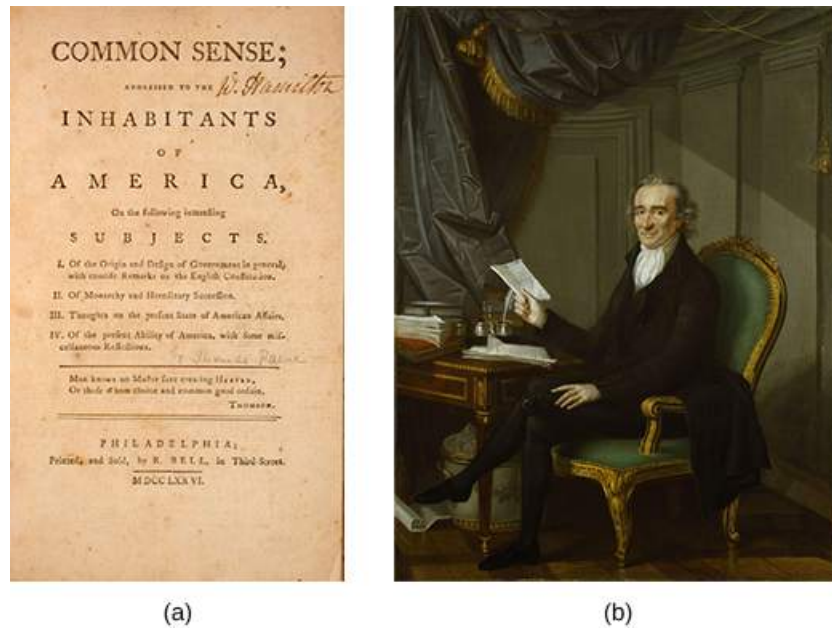 COMMON SENSE;
ADDRESSED TO THE W. Hamilton
INHABITANTS
OF
AMERICA,
On the following interesting
SUBJECTS.
I. Of the Origin and Design of Government in general,
with concise Remarks on the English Constitution.
II. Of Monarchy and Hereditary Succession.
III. Thoughts on the present State of American Affairs.
IV. Of the present Ability of America, with some mis-
cellaneous Reflections.
Thomas Paine
Man knows no Master save creating HEAVEN,
Or those whom choice and common good ordain.
THOMSON.
PHILADELPHIA;
Printed, and Sold, by R. BELL, in Third-Street.
MDCCLXXVI.
(a)
(b)